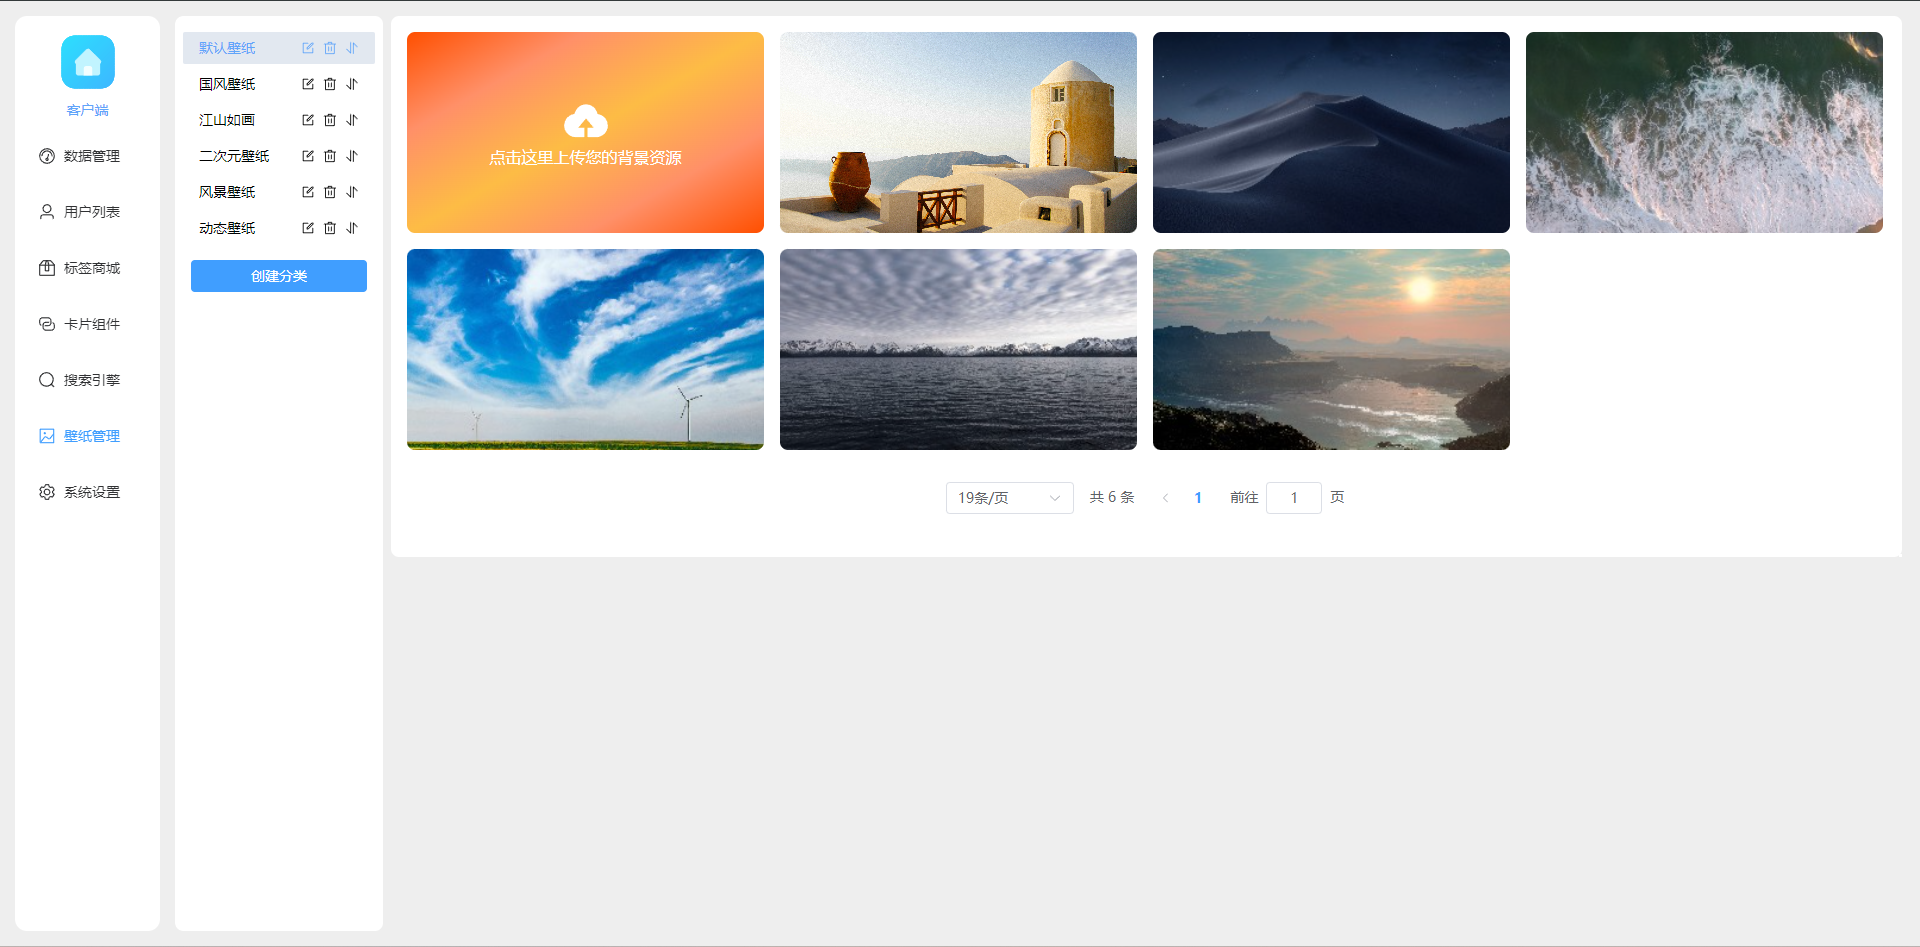 客户端
数据管理
用户列表
标签商城
卡片组件
搜索引擎
壁纸管理
系统设置
默认壁纸
国风壁纸
江山如画
二次元壁纸
风景壁纸
动态壁纸
创建分类
点击这里上传您的背景资源
19条/页 共 6 条 1 前往 1 页